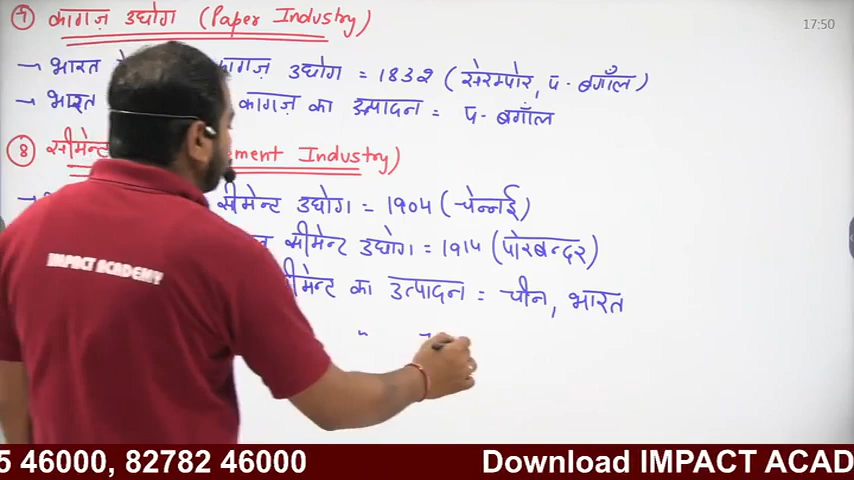 17:50
⑦ कागज़ उद्योग (Paper Industry)
→ भारत कागज़ उद्योग = 1832 (सेरमपोर, प. बगाँल)
→ भारत कागज़ का उत्पादन = प. बगाँल
⑧ सीमेन्ट ement Industry)
→ सीमेन्ट उद्योग = 1904 (चेन्नई)
सीमेन्ट उद्योग = 1914 (पोरबन्दर)
सीमेन्ट का उत्पादन = चीन, भारत
"
IMPACT ACADEMY
5 46000, 82782 46000 Download IMPACT ACAD